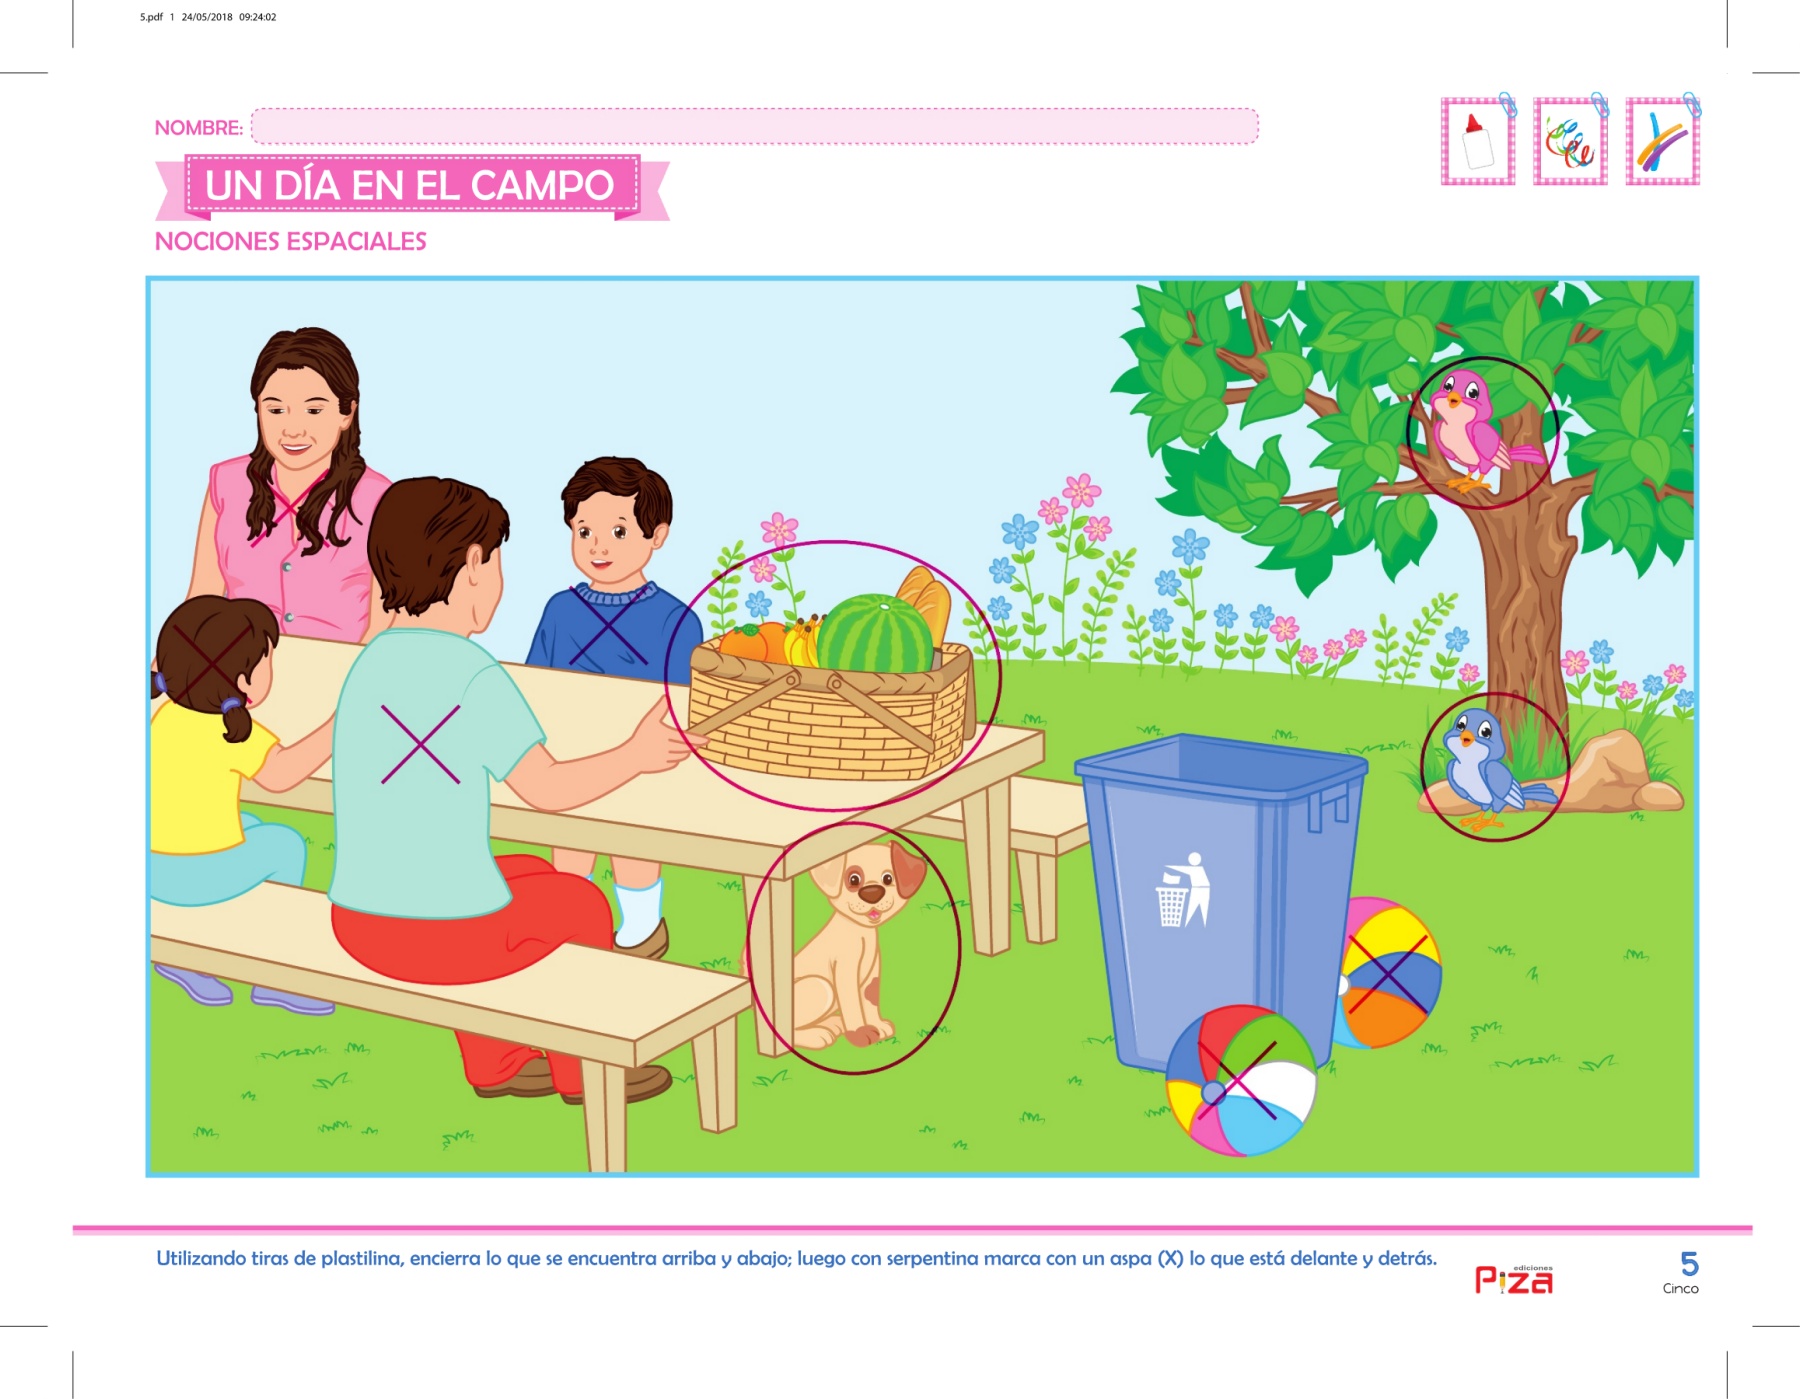 5.pdf 1 24/05/2018 09:24:02
NOMBRE:
UN DÍA EN EL CAMPO
NOCIONES ESPACIALES
Utilizando tiras de plastilina, encierra lo que se encuentra arriba y abajo; luego con serpentina marca con un aspa (X) lo que está delante y detrás.
ediciones
Piza
5
Cinco